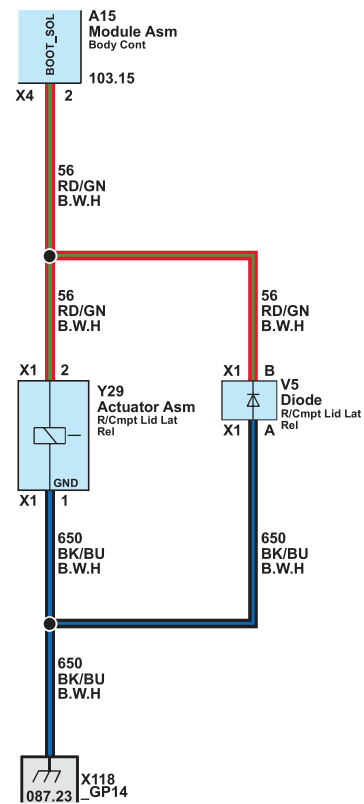 BOOT_SOL
A15
Module Asm
Body Cont
103.15
X4 2
56
RD/GN
B.W.H
56
RD/GN
B.W.H
56
RD/GN
B.W.H
X1 2
Y29
Actuator Asm
R/Cmpt Lid Lat
Rel
GND
X1 1
X1 B
V5
Diode
R/Cmpt Lid Lat
Rel
X1 A
650
BK/BU
B.W.H
650
BK/BU
B.W.H
650
BK/BU
B.W.H
087.23
X118
_GP14